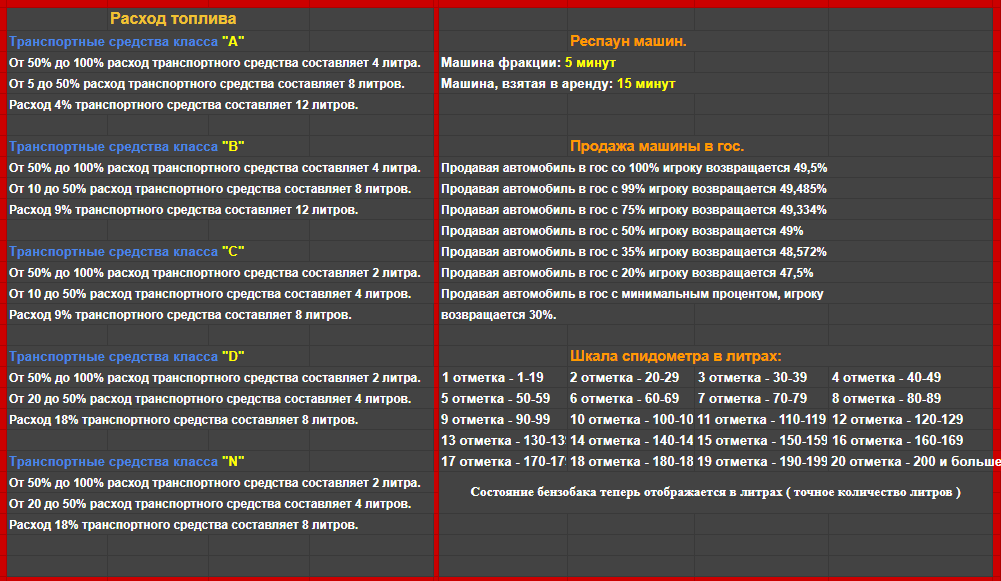 Расход топлива
Транспортные средства класса "A"
От 50% до 100% расход транспортного средства составляет 4 литра.
От 5 до 50% расход транспортного средства составляет 8 литров.
Расход 4% транспортного средства составляет 12 литров.
Транспортные средства класса "B"
От 50% до 100% расход транспортного средства составляет 4 литра.
От 10 до 50% расход транспортного средства составляет 8 литров.
Расход 9% транспортного средства составляет 12 литров.
Транспортные средства класса "C"
От 50% до 100% расход транспортного средства составляет 2 литра.
От 10 до 50% расход транспортного средства составляет 4 литров.
Расход 9% транспортного средства составляет 8 литров.
Транспортные средства класса "D"
От 50% до 100% расход транспортного средства составляет 2 литра.
От 20 до 50% расход транспортного средства составляет 4 литров.
Расход 18% транспортного средства составляет 8 литров.
Транспортные средства класса "N"
От 50% до 100% расход транспортного средства составляет 2 литра.
От 20 до 50% расход транспортного средства составляет 4 литров.
Расход 18% транспортного средства составляет 8 литров.
Респаун машин.
Машина фракции: 5 минут
Машина, взятая в аренду: 15 минут
Продажа машины в гос.
Продавая автомобиль в гос со 100% игроку возвращается 49,5%
Продавая автомобиль в гос с 99% игроку возвращается 49,485%
Продавая автомобиль в гос с 75% игроку возвращается 49,334%
Продавая автомобиль в гос с 50% игроку возвращается 49%
Продавая автомобиль в гос с 35% игроку возвращается 48,572%
Продавая автомобиль в гос с 20% игроку возвращается 47,5%
Продавая автомобиль в гос с минимальным процентом, игроку
возвращается 30%.
Шкала спидометра в литрах:
1 отметка - 1-19 2 отметка - 20-29 3 отметка - 30-39 4 отметка - 40-49
5 отметка - 50-59 6 отметка - 60-69 7 отметка - 70-79 8 отметка - 80-89
9 отметка - 90-99 10 отметка - 100-10 11 отметка - 110-119 12 отметка - 120-129
13 отметка - 130-13 14 отметка - 140-14 15 отметка - 150-159 16 отметка - 160-169
17 отметка - 170-17 18 отметка - 180-18 19 отметка - 190-199 20 отметка - 200 и больше
Состояние бензобака теперь отображается в литрах ( точное количество литров )